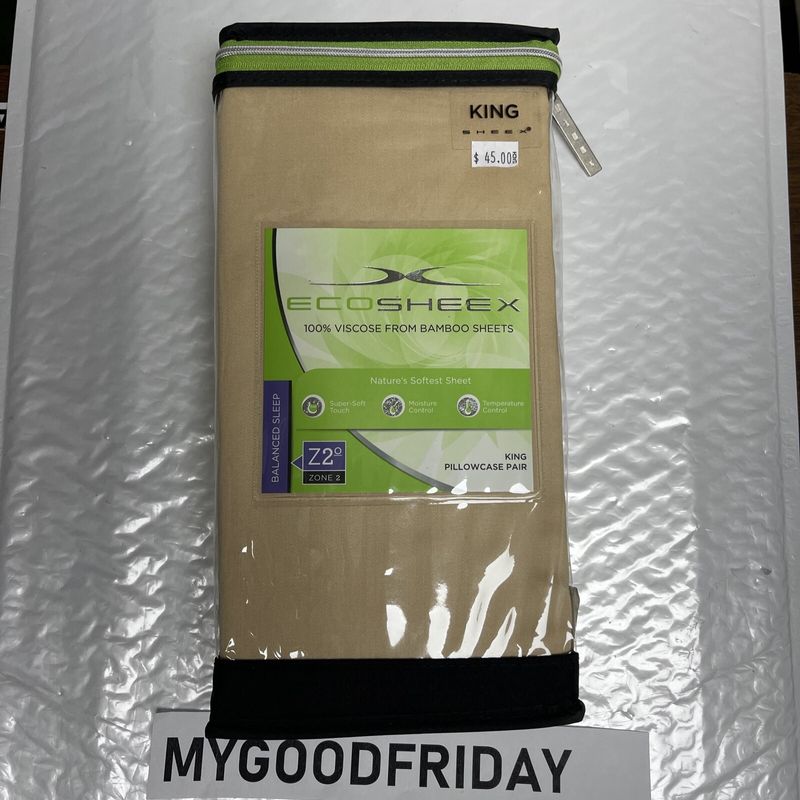 KING
SHEEX®
$ 45.00
ECOSHEEX
100% VISCOSE FROM BAMBOO SHEETS
Nature's Softest Sheet
Super-Soft
Touch
Moisture
Control
Temperature
Control
BALANCED SLEEP
Z2º
ZONE 2
KING
PILLOWCASE PAIR
MYGOODFRIDAY